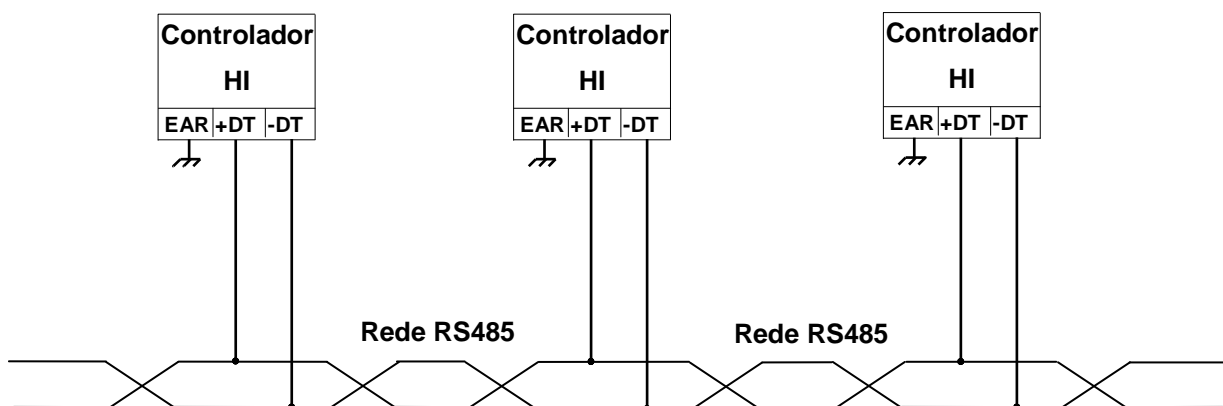 Controlador
HI
EAR +DT -DT
Controlador
HI
EAR +DT -DT
Controlador
HI
EAR +DT -DT
Rede RS485
Rede RS485